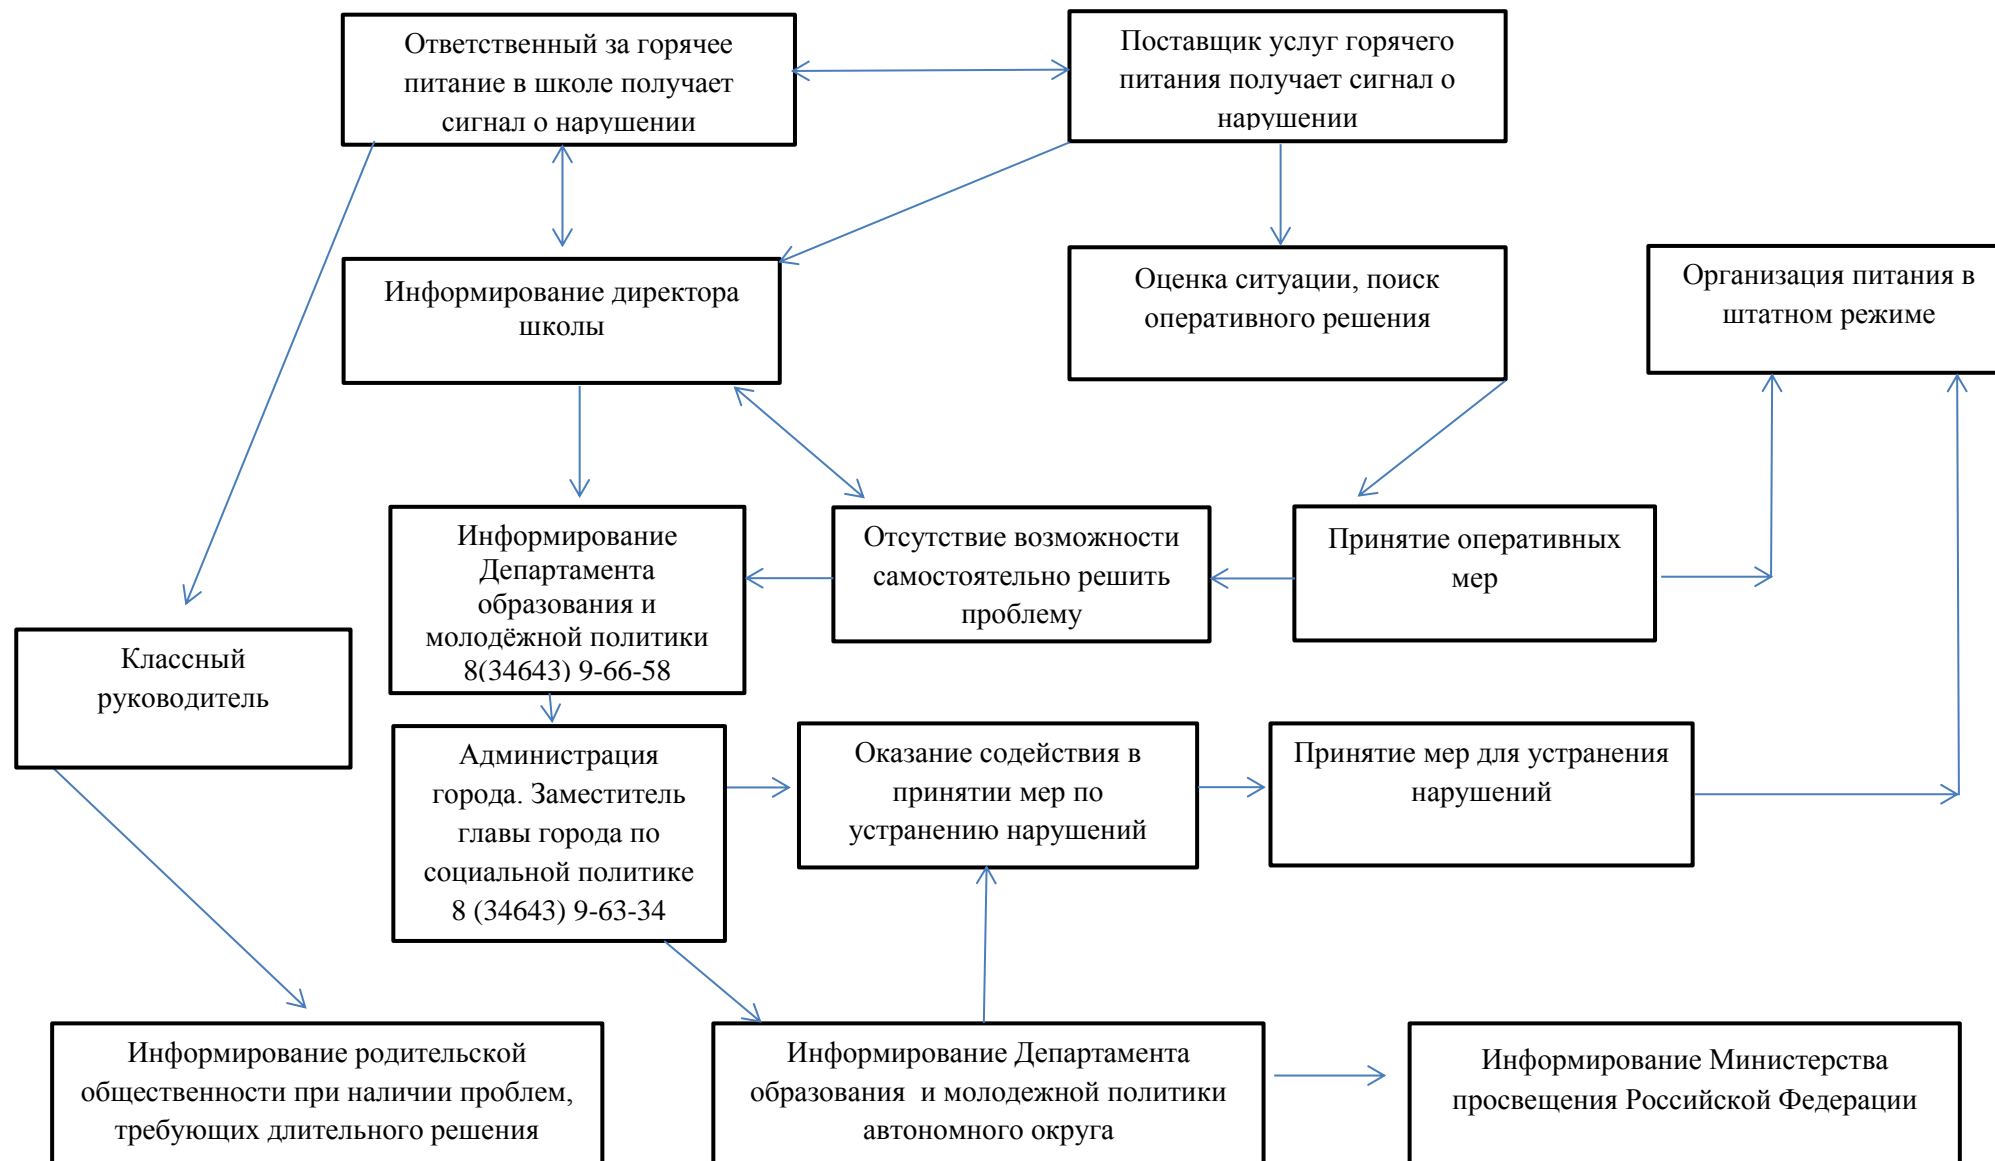 Ответственный за горячее
питание в школе получает
сигнал о нарушении
Поставщик услуг горячего
питания получает сигнал о
нарушении
Информирование директора
школы
Оценка ситуации, поиск
оперативного решения
Организация питания в
штатном режиме
Информирование
Департамента
образования и
молодёжной политики
8(34643) 9-66-58
Отсутствие возможности
самостоятельно решить
проблему
Принятие оперативных
мер
Классный
руководитель
Администрация
города. Заместитель
главы города по
социальной политике
8 (34643) 9-63-34
Оказание содействия в
принятии мер по
устранению нарушений
Принятие мер для устранения
нарушений
Информирование родительской
общественности при наличии проблем,
требующих длительного решения
Информирование Департамента
образования  и молодежной политики
автономного округа
Информирование Министерства
просвещения Российской Федерации